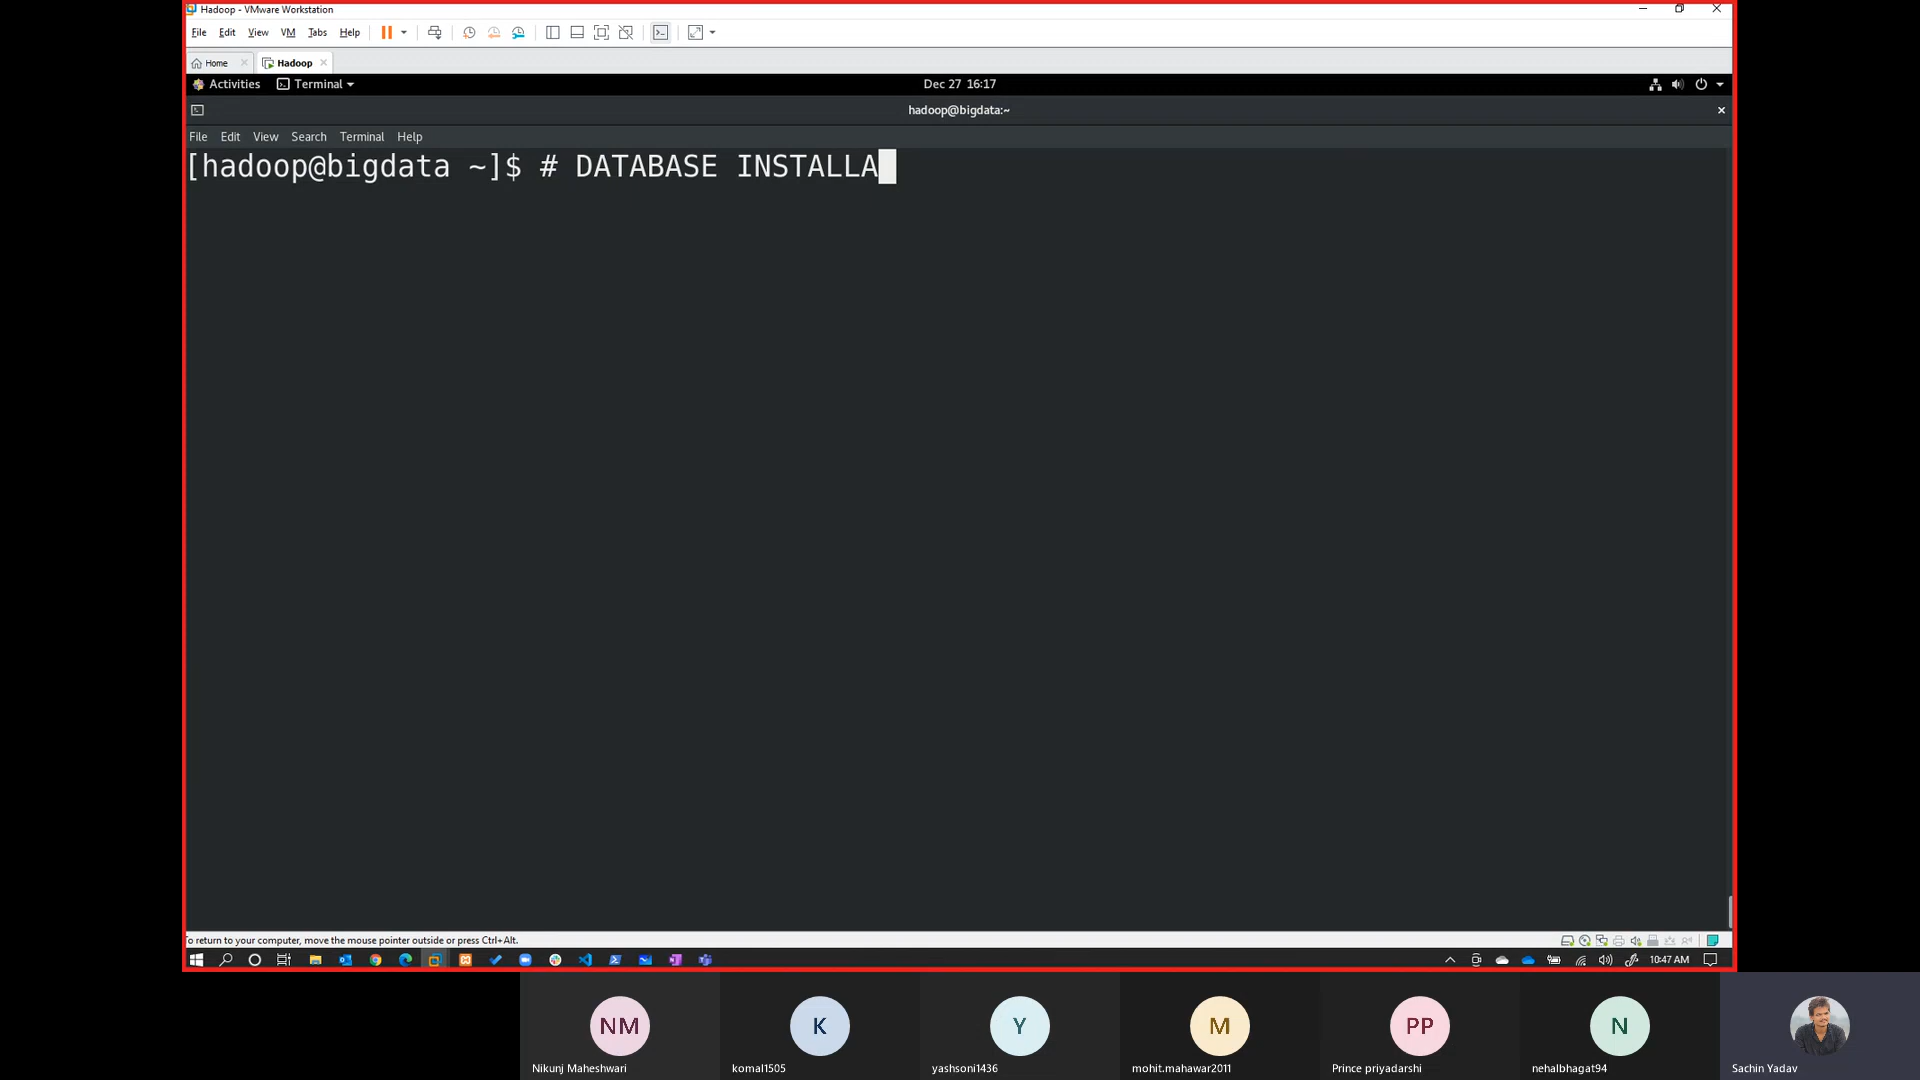 Hadoop - VMware Workstation
File Edit View VM Tabs Help
Home Hadoop
Activities Terminal Dec 27 16:17
hadoop@bigdata:~
File Edit View Search Terminal Help
[hadoop@bigdata ~]$ # DATABASE INSTALLA
o return to your computer, move the mouse pointer outside or press Ctrl+Alt.
10:47 AM
NM K Y M PP N
Nikunj Maheshwari komal1505 yashsoni1436 mohit.mahawar2011 Prince priyadarshi nehalbhagat94 Sachin Yadav